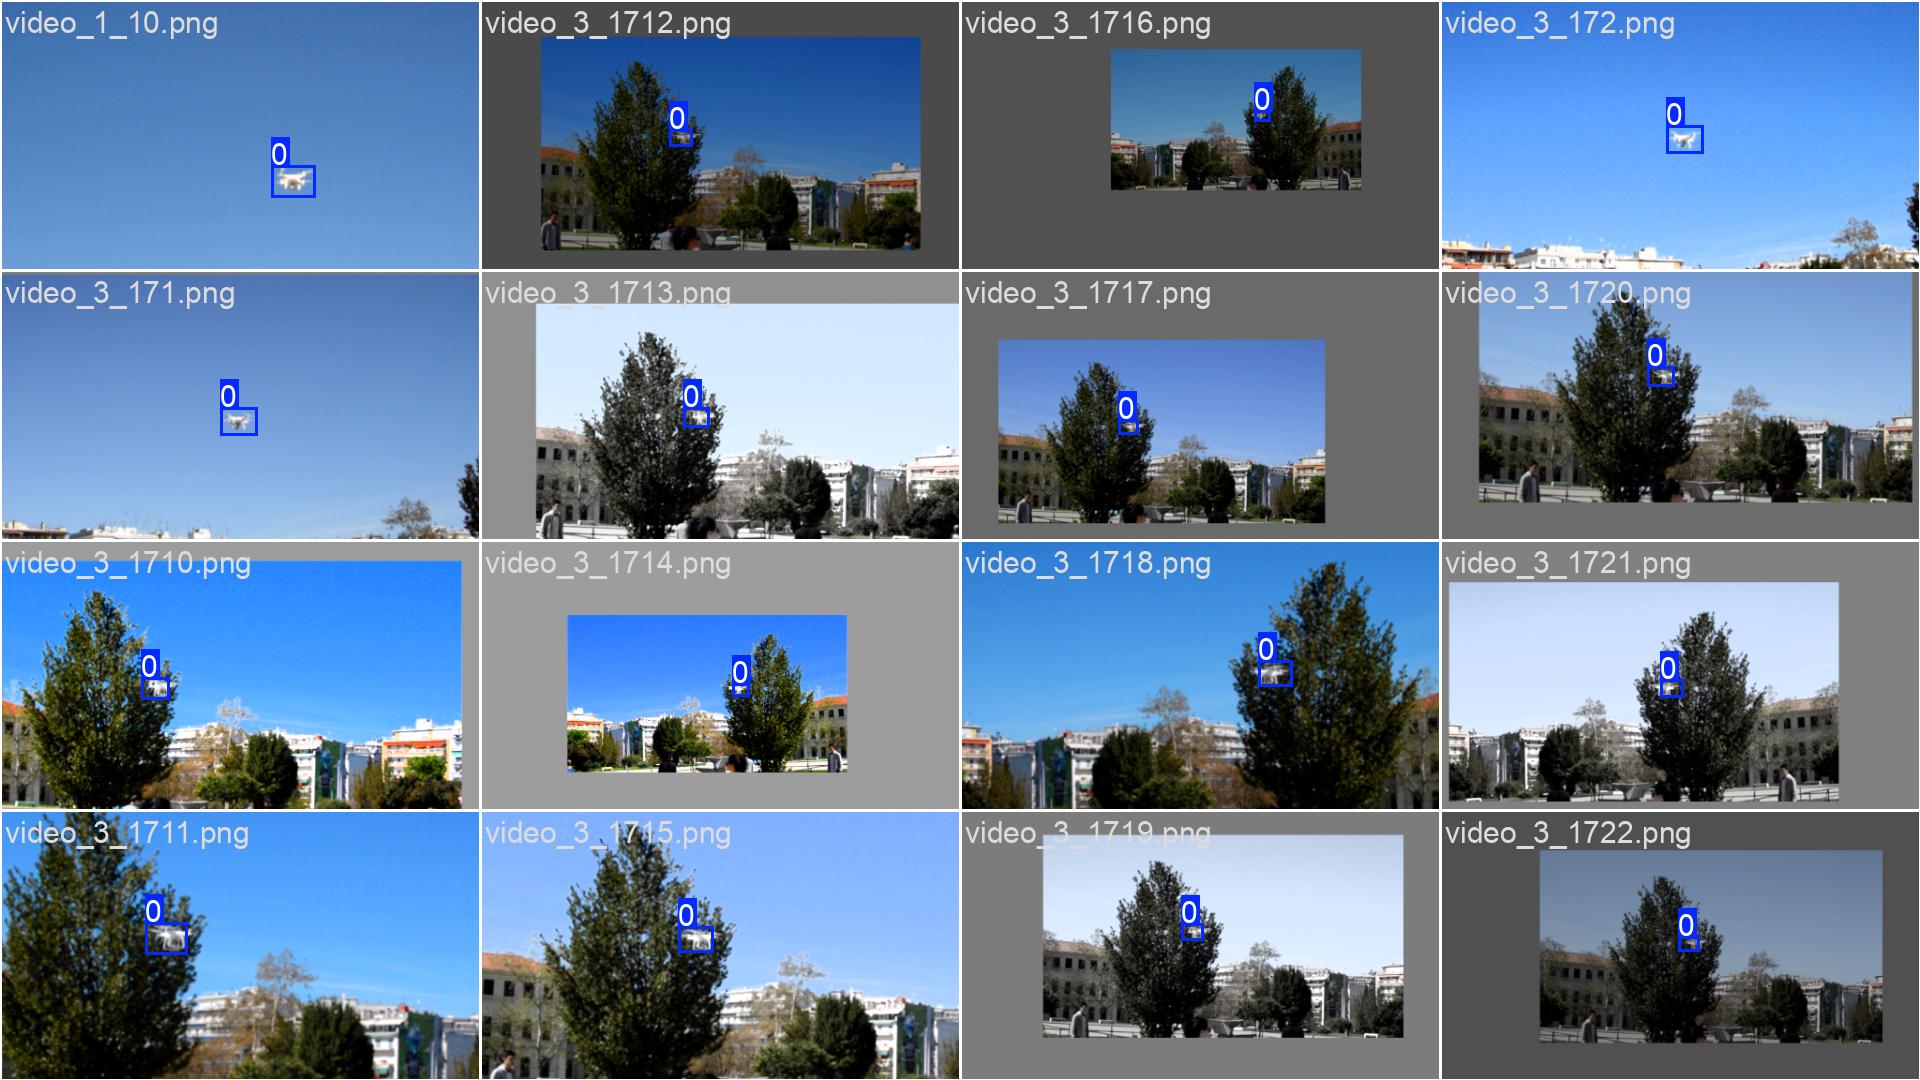 video_1_10.png
video_3_1712.png
video_3_1716.png
video_3_172.png
0
0
0
0
video_3_171.png
video_3_1713.png
video_3_1717.png
video_3_1720.png
0
0
0
0
video_3_1710.png
video_3_1714.png
video_3_1718.png
video_3_1721.png
0
0
0
0
video_3_1711.png
video_3_1715.png
video_3_1719.png
video_3_1722.png
0
0
0
0